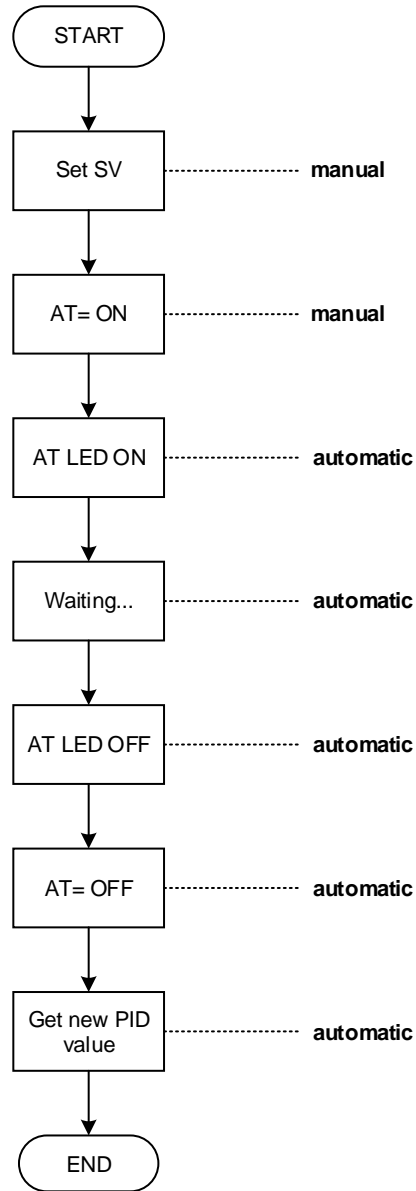 START
Set SV
manual
AT= ON
manual
AT LED ON
automatic
Waiting...
automatic
AT LED OFF
automatic
AT= OFF
automatic
Get new PID
value
automatic
END